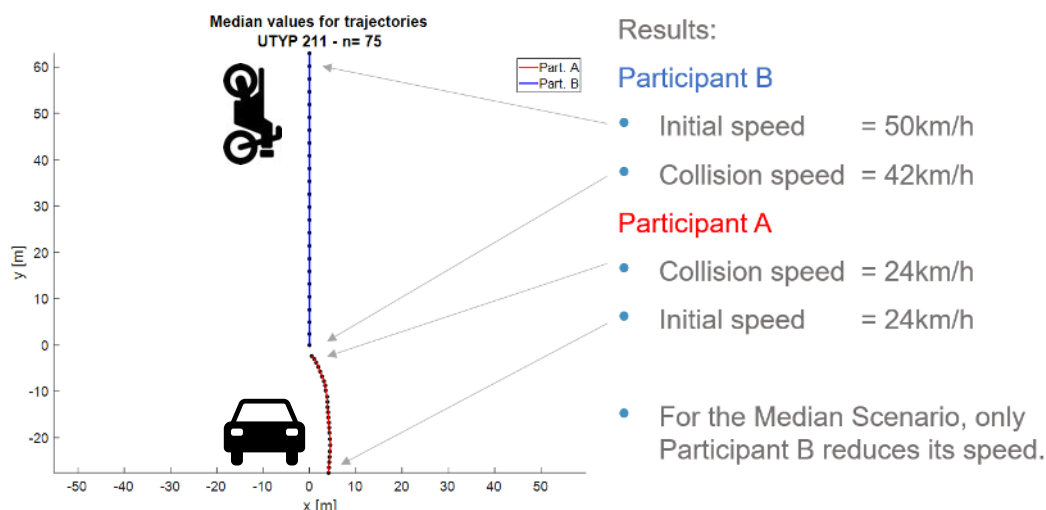 Median values for trajectories
UTYP 211 - n= 75
Part. A
Part. B
60
50
40
30
20
10
0
-10
-20
y [m]
-50 -40 -30 -20 -10 0 10 20 30 40 50
x [m]
Results:
Participant B
• Initial speed = 50km/h
• Collision speed = 42km/h
Participant A
• Collision speed = 24km/h
• Initial speed = 24km/h
• For the Median Scenario, only
Participant B reduces its speed.